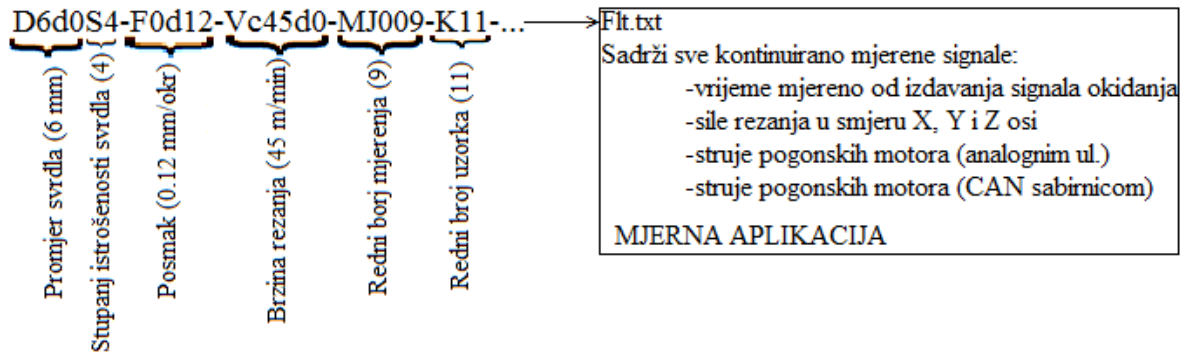 D6d0S4-F0d12-Vc45d0-MJ009-K11-...
Promjer svrdla (6 mm)
Stupanj istrošenosti svrdla (4)
Posmak (0.12 mm/okr)
Brzina rezanja (45 m/min)
Redni borj mjerenja (9)
Redni broj uzorka (11)
Flt.txt
Sadrži sve kontinuirano mjerene signale:
-vrijeme mjereno od izdavanja signala okidanja
-sile rezanja u smjeru X, Y i Z osi
-struje pogonskih motora (analognim ul.)
-struje pogonskih motora (CAN sabirnicom)
MJERNA APLIKACIJA